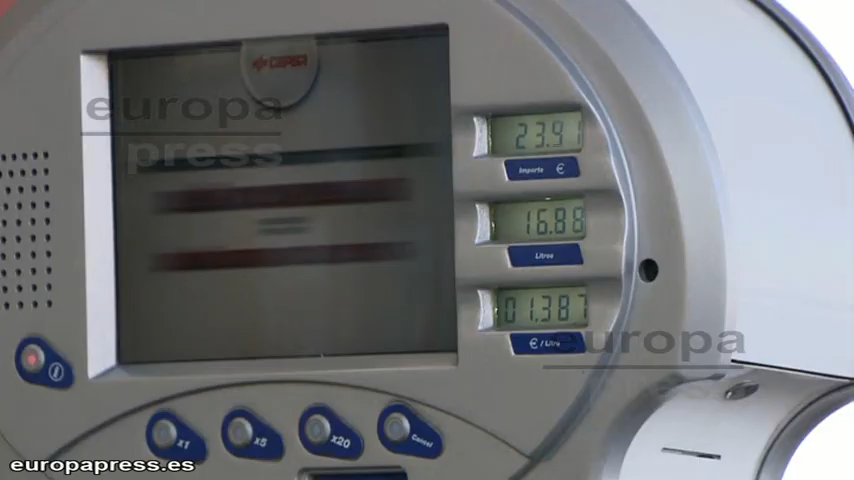 CEPSA
europa
press
23.91
Importe €
16.88
Litros
01.387
€ / Litro
europa
press
x1
x5
x20
Cancel
europapress.es